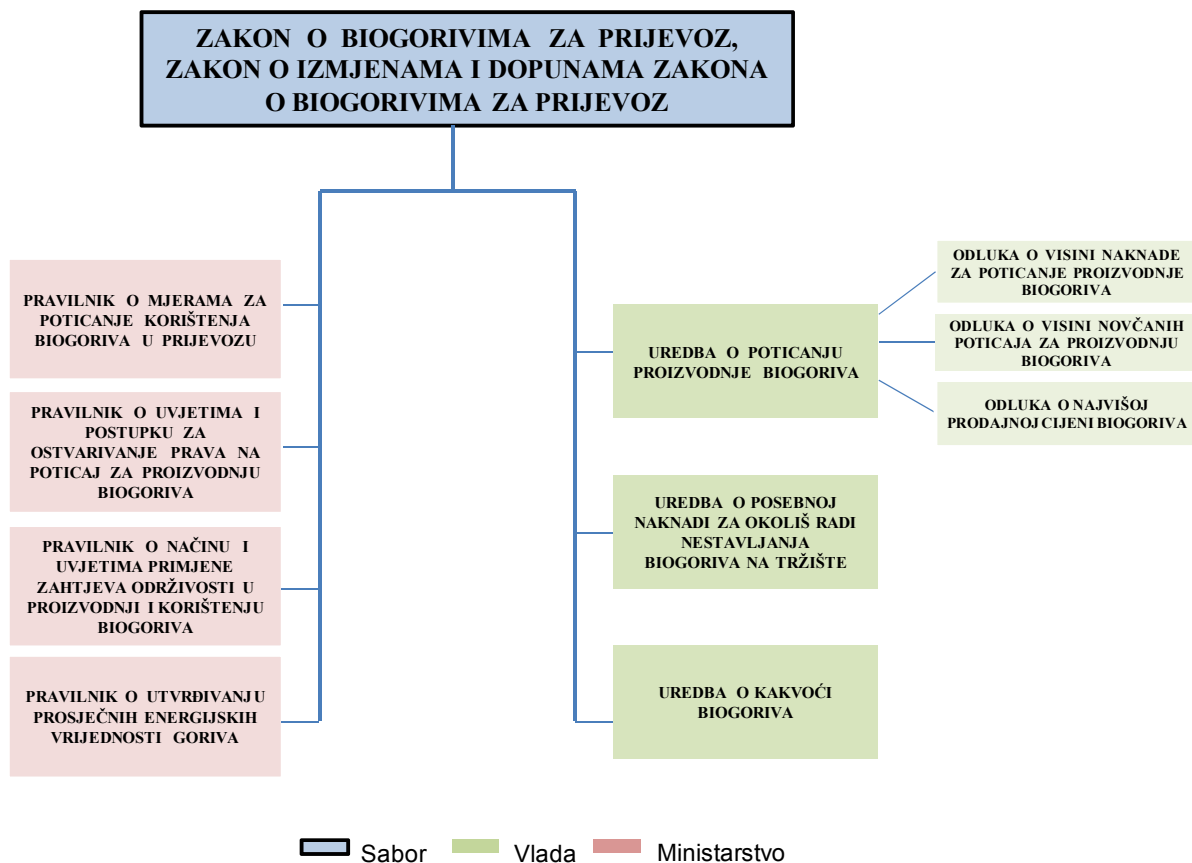 ZAKON O BIOGORIVIMA ZA PRIJEVOZ,
ZAKON O IZMJENAMA I DOPUNAMA ZAKONA
O BIOGORIVIMA ZA PRIJEVOZ
PRAVILNIK O MJERAMA ZA
POTICANJE KORIŠTENJA
BIOGORIVA U PRIJEVOZU
PRAVILNIK O UVJETIMA I
POSTUPKU ZA
OSTVARIVANJE PRAVA NA
POTICAJ ZA PROIZVODNJU
BIOGORIVA
PRAVILNIK O NAČINU I
UVJETIMA PRIMJENE
ZAHTJEVA ODRŽIVOSTI U
PROIZVODNJI I KORIŠTENJU
BIOGORIVA
PRAVILNIK O UTVRĐIVANJU
PROSJEČNIH ENERGIJSKIH
VRIJEDNOSTI GORIVA
UREDBA O POTICANJU
PROIZVODNJE BIOGORIVA
UREDBA O POSEBNOJ
NAKNADI ZA OKOLIŠ RADI
NESTAVLJANJA
BIOGORIVA NA TRŽIŠTE
UREDBA O KAKVOĆI
BIOGORIVA
ODLUKA O VISINI NAKNADE
ZA POTICANJE PROIZVODNJE
BIOGORIVA
ODLUKA O VISINI NOVČANIH
POTICAJA ZA PROIZVODNJU
BIOGORIVA
ODLUKA O NAJVIŠOJ
PRODAJNOJ CIJENI BIOGORIVA
Sabor Vlada Ministarstvo